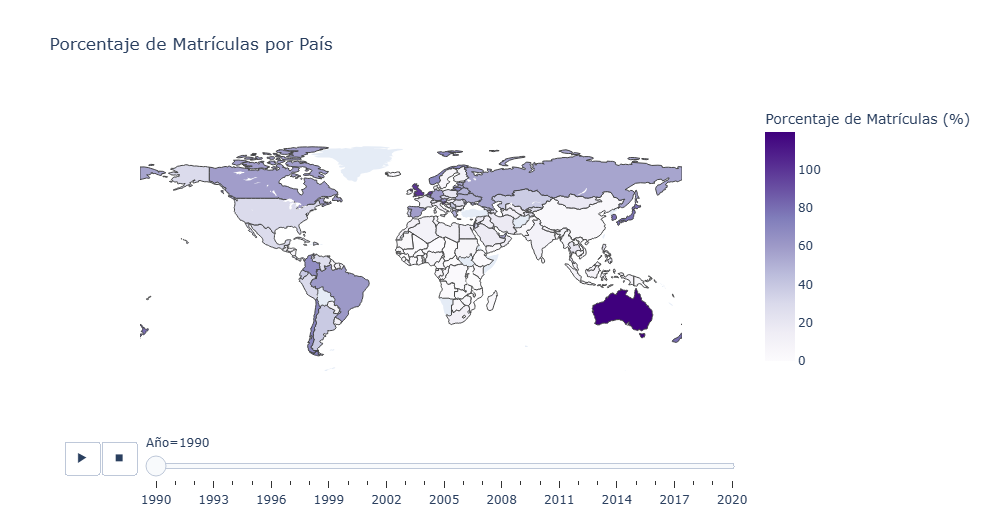 Porcentaje de Matrículas por País
Porcentaje de Matrículas (%)
100
80
60
40
20
0
Año=1990
1990 1993 1996 1999 2002 2005 2008 2011 2014 2017 2020